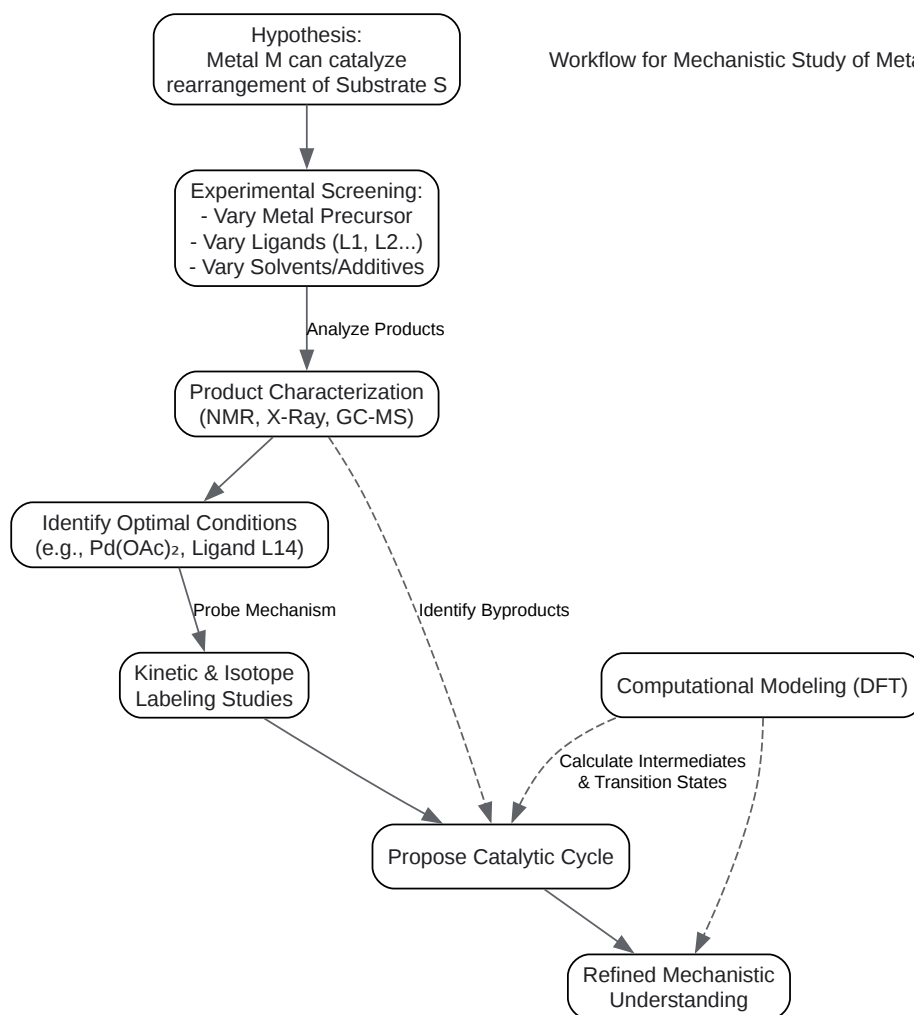 Hypothesis:
Metal M can catalyze
rearrangement of Substrate S
Workflow for Mechanistic Study of Meta
Experimental Screening:
- Vary Metal Precursor
- Vary Ligands (L1, L2...)
- Vary Solvents/Additives
Analyze Products
Product Characterization
(NMR, X-Ray, GC-MS)
Identify Optimal Conditions
(e.g., Pd(OAc)₂, Ligand L14)
Probe Mechanism
Identify Byproducts
Kinetic & Isotope
Labeling Studies
Computational Modeling (DFT)
Calculate Intermediates
& Transition States
Propose Catalytic Cycle
Refined Mechanistic
Understanding